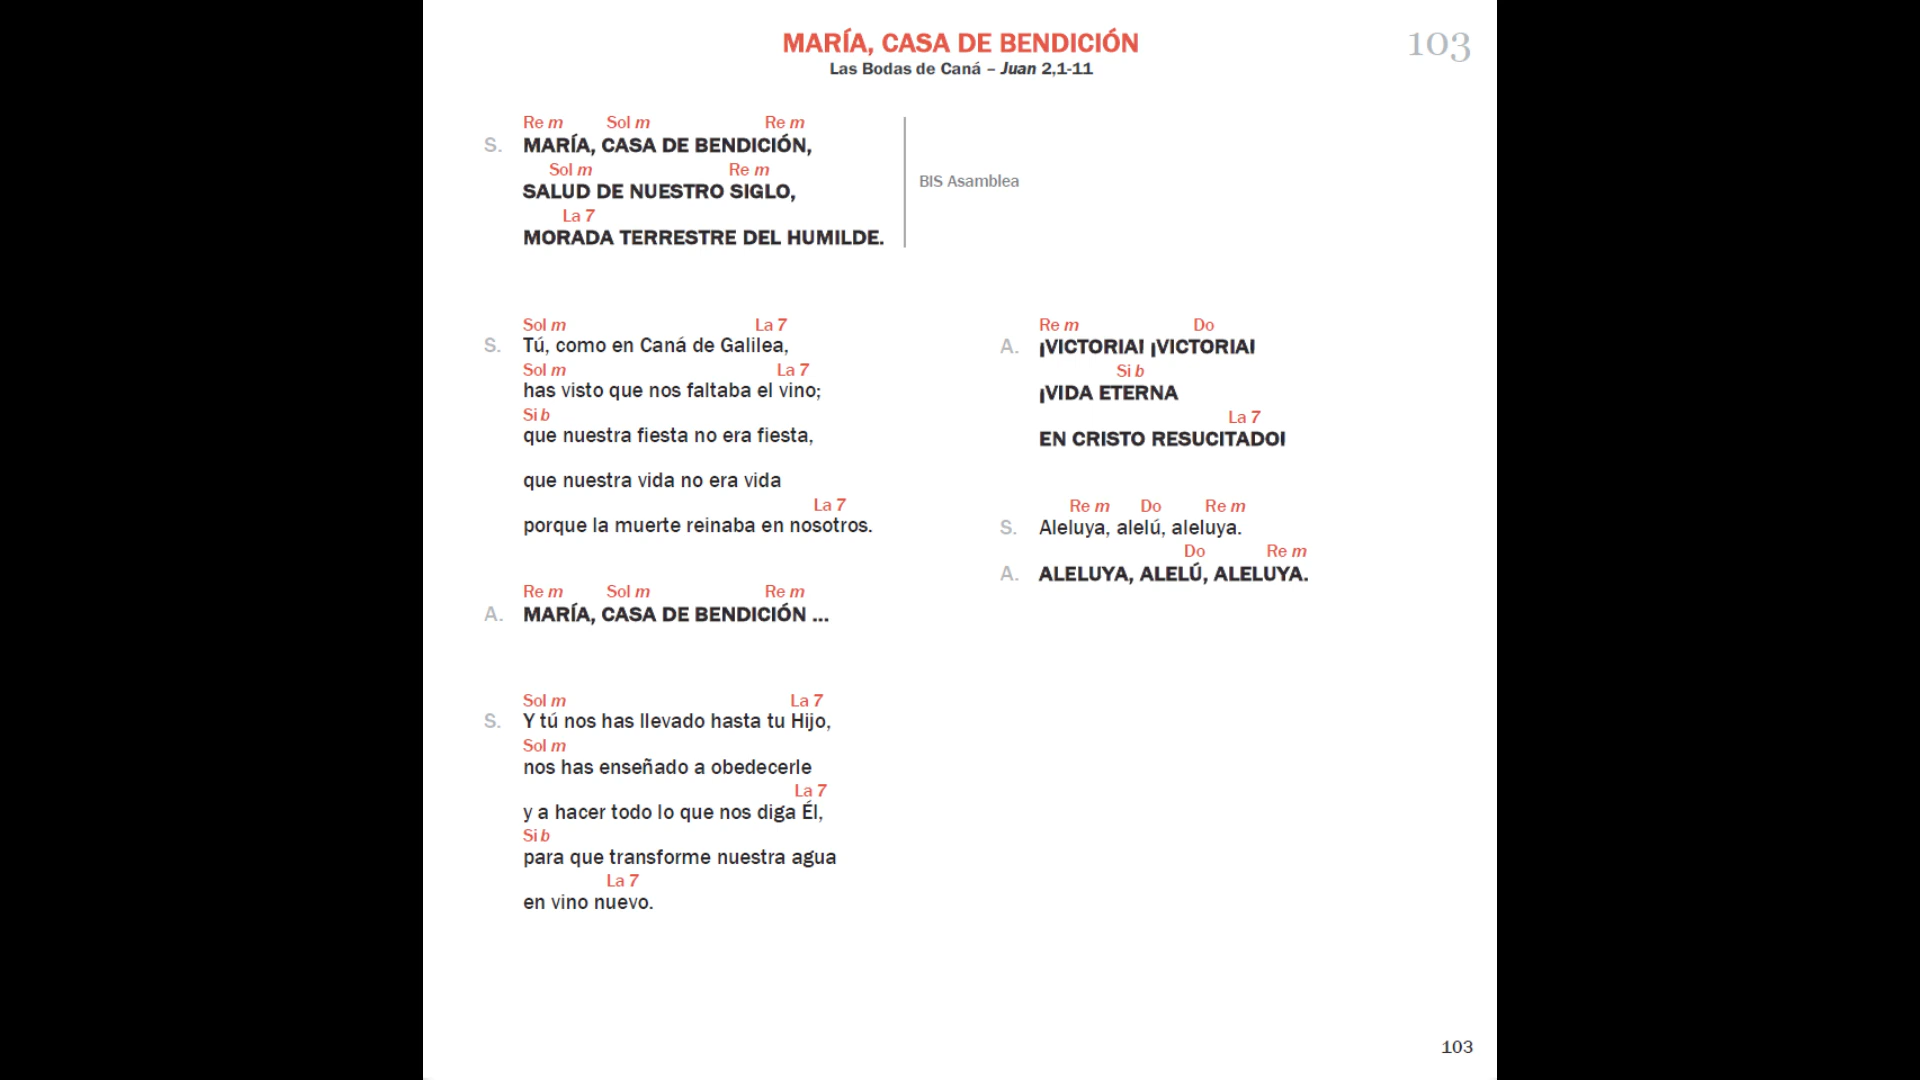 MARÍA, CASA DE BENDICIÓN
103
Las Bodas de Caná – Juan 2,1-11
Re m Sol m Re m
S. MARÍA, CASA DE BENDICIÓN,
Sol m Re m
SALUD DE NUESTRO SIGLO,
La 7
MORADA TERRESTRE DEL HUMILDE.
BIS Asamblea
Sol m La 7
S. Tú, como en Caná de Galilea,
Sol m La 7
has visto que nos faltaba el vino;
Si b
que nuestra fiesta no era fiesta,
que nuestra vida no era vida
La 7
porque la muerte reinaba en nosotros.
Re m Sol m Re m
A. MARÍA, CASA DE BENDICIÓN ...
Sol m La 7
S. Y tú nos has llevado hasta tu Hijo,
Sol m
nos has enseñado a obedecerle
La 7
y a hacer todo lo que nos diga Él,
Si b
para que transforme nuestra agua
La 7
en vino nuevo.
Re m Do
A. ¡VICTORIA! ¡VICTORIA!
Si b
¡VIDA ETERNA
La 7
EN CRISTO RESUCITADO!
Re m Do Re m
S. Aleluya, alelú, aleluya.
Do Re m
A. ALELUYA, ALELÚ, ALELUYA.
103